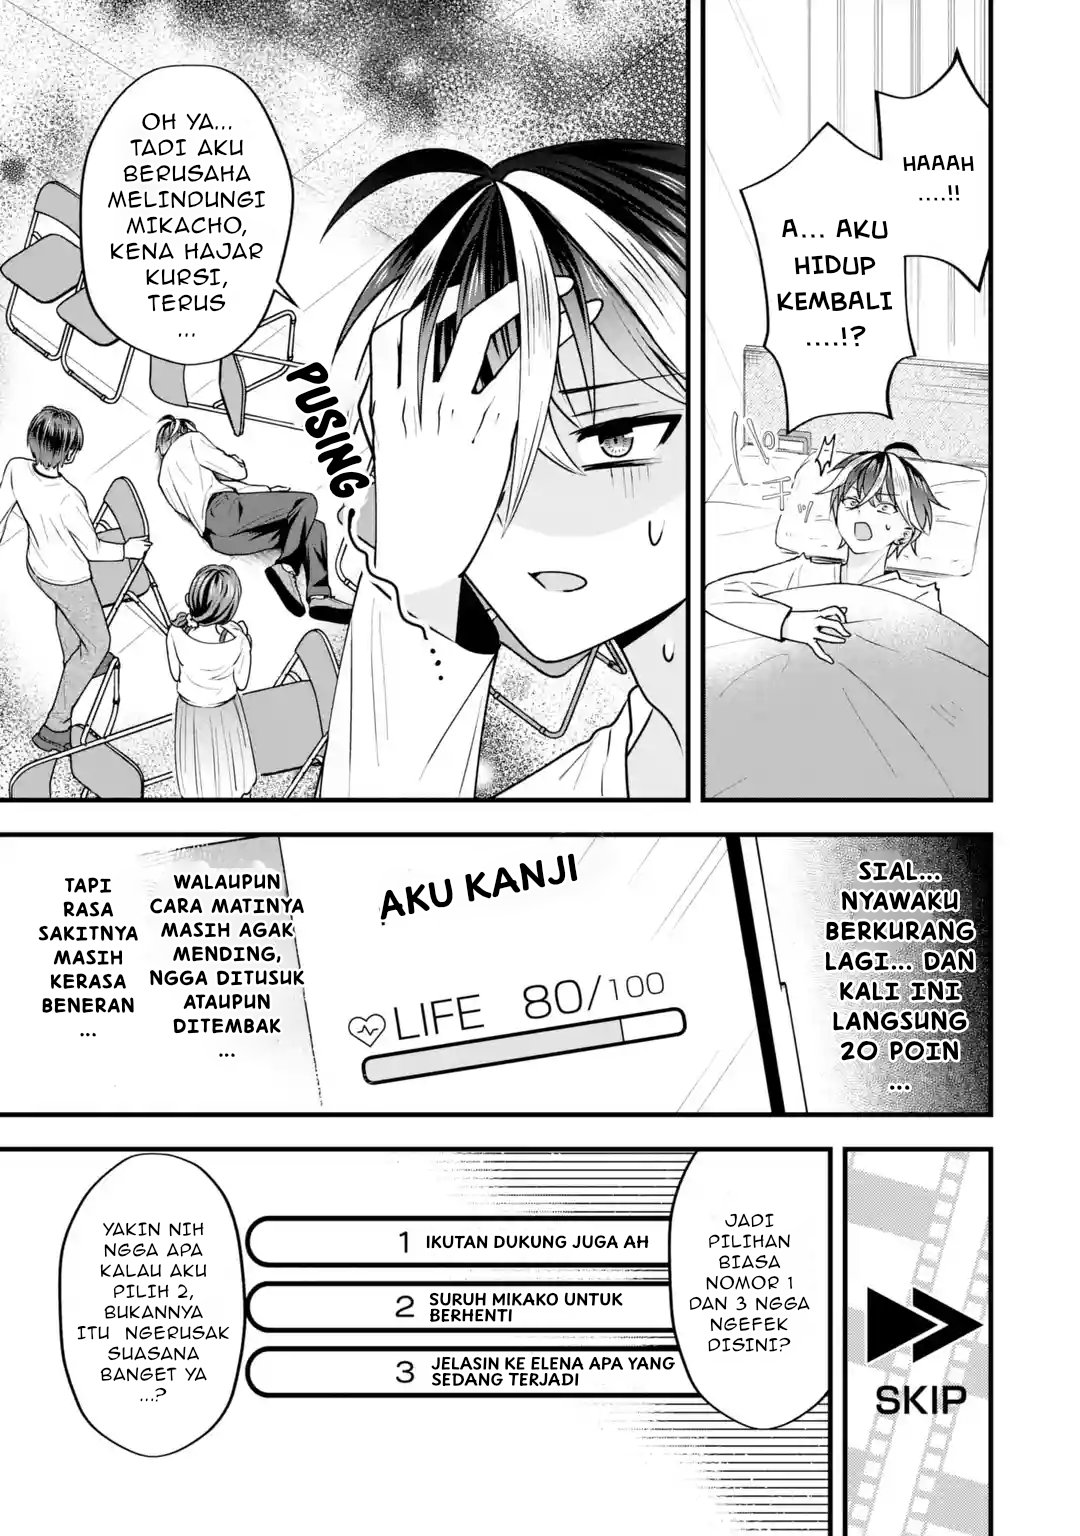 HAAAH
....!!
A... AKU
HIDUP
KEMBALI
....!?
パッ
チッ
OH YA...
TADI AKU
BERUSAHA
MELINDUNGI
MIKACHO,
KENA HAJAR
KURSI,
TERUS
...
PUSING
SIAL...
NYAWAKU
BERKURANG
LAGI... DAN
KALI INI
LANGSUNG
20 POIN
...
AKU KANJI
LIFE 80/100
WALAUPUN
CARA MATINYA
MASIH AGAK
MENDING,
NGGA DITUSUK
ATAUPUN
DITEMBAK
...
TAPI
RASA
SAKITNYA
MASIH
KERASA
BENERAN
...
SKIP
JADI
PILIHAN
BIASA
NOMOR 1
DAN 3 NGGA
NGEFEK
DISINI?
1 IKUTAN DUKUNG JUGA AH
2 SURUH MIKAKO UNTUK
BERHENTI
3 JELASIN KE ELENA APA YANG
SEDANG TERJADI
YAKIN NIH
NGGA APA
KALAU AKU
PILIH 2,
BUKANNYA
ITU NGERUSAK
SUASANA
BANGET YA
...?